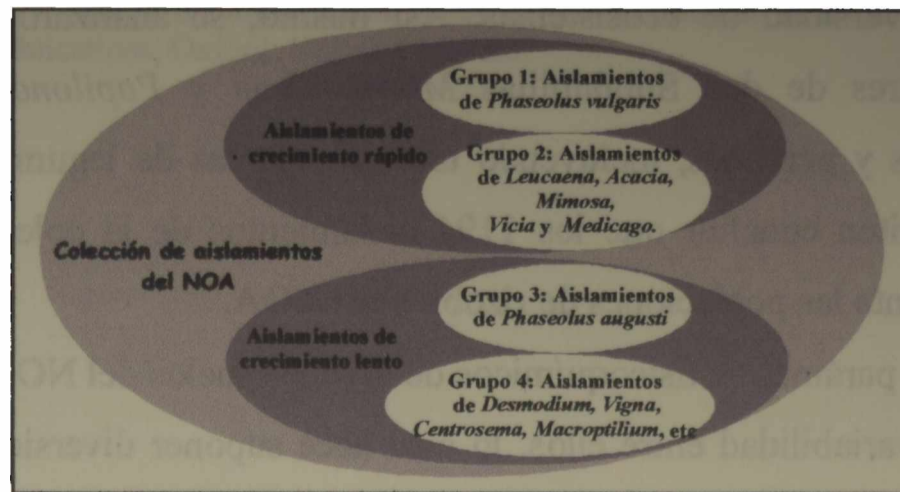 Grupo 1: Aislamientos
de Phaseolus vulgaris
Aislamientos de
crecimiento rápido
Grupo 2: Aislamientos
de Leucaena, Acacia,
Mimosa,
Vicia y Medicago.
Colección de aislamientos
del NOA
Grupo 3: Aislamientos
de Phaseolus augusti
Aislamientos de
crecimiento lento
Grupo 4: Aislamientos
de Desmodium, Vigna,
Centrosema, Macroptilium, etc